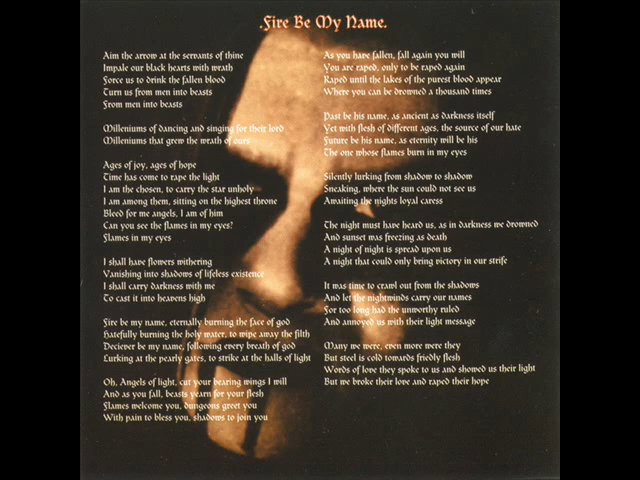 .Fire Be My Name.
Aim the arrow at the servants of thine
Impale our black hearts with wrath
Force us to drink the fallen blood
Turn us from men into beasts
From men into beasts
Milleniums of dancing and singing for their lord
Milleniums that grew the wrath of ours
Ages of joy, ages of hope
Time has come to rape the light
I am the chosen, to carry the star unholy
I am among them, sitting on the highest throne
Bleed for me angels, I am of him
Can you see the flames in my eyes?
Flames in my eyes
I shall have flowers withering
Vanishing into shadows of lifeless existence
I shall carry darkness with me
To cast it into heavens high
Fire be my name, eternally burning the face of god
Hatefully burning the holy water, to wipe away the filth
Deciever be my name, following every breath of god
Lurking at the pearly gates, to strike at the halls of light
Oh, Angels of light, cut your bearing wings I will
And as you fall, beasts yearn for your flesh
Flames welcome you, dungeons greet you
With pain to bless you, shadows to join you
As you have fallen, fall again you will
You are raped, only to be raped again
Raped until the lakes of the purest blood appear
Where you can be drowned a thousand times
Past be his name, as ancient as darkness itself
Yet with flesh of different ages, the source of our hate
Future be his name, as eternity will be his
The one whose flames burn in my eyes
Silently lurking from shadow to shadow
Sneaking, where the sun could not see us
Awaiting the nights loyal caress
The night must have heard us, as in darkness we drowned
And sunset was freezing as death
A night of night is spread upon us
A night that could only bring victory in our strife
It was time to crawl out from the shadows
And let the nightwinds carry our names
For too long had the unworthy ruled
And annoyed us with their light message
Many we were, even more were they
But steel is cold towards friedly flesh
Words of love they spoke to us and showed us their light
But we broke their love and raped their hope